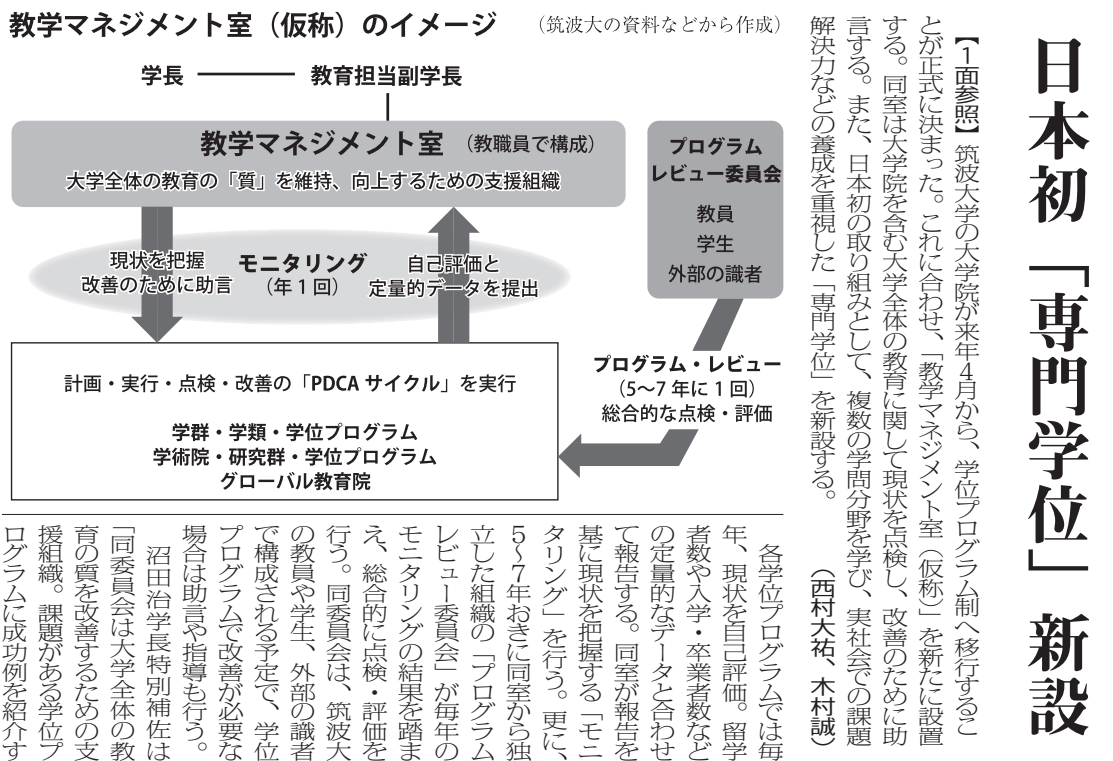 日本初「専門学位」新設
【1面参照】筑波大学の大学院が来年4月から、学位プログラム制へ移行するこ
とが正式に決まった。これに合わせ、「教学マネジメント室(仮称)」を新たに設置
する。同室は大学院を含む大学全体の教育に関して現状を点検し、改善のために助
言する。また、日本初の取り組みとして、複数の学問分野を学び、実社会での課題
解決力などの養成を重視した「専門学位」を新設する。
(西村大祐、木村誠)
教学マネジメント室(仮称)のイメージ
(筑波大の資料などから作成)
学長
教育担当副学長
教学マネジメント室(教職員で構成)
大学全体の教育の「質」を維持、向上するための支援組織
現状を把握
改善のために助言
モニタリング
(年1回)
自己評価と
定量的データを提出
計画・実行・点検・改善の「PDCAサイクル」を実行
学群・学類・学位プログラム
学術院・研究群・学位プログラム
グローバル教育院
プログラム
レビュー委員会
教員
学生
外部の識者
プログラム・レビュー
(5〜7年に1回)
総合的な点検・評価
各学位プログラムでは毎
年、現状を自己評価。留学
者数や入学・卒業者数など
の定量的なデータと合わせ
て報告する。同室が報告を
基に現状を把握する「モニ
タリング」を行う。更に、
5〜7年おきに同室から独
立した組織の「プログラム
レビュー委員会」が毎年の
モニタリングの結果を踏ま
え、総合的に点検・評価を
行う。同委員会は、筑波大
の教員や学生、外部の識者
で構成される予定で、学位
プログラムで改善が必要な
場合は助言や指導も行う。
沼田治学長特別補佐は
「同委員会は大学全体の教
育の質を改善するための支
援組織。課題がある学位プ
ログラムに成功例を紹介す